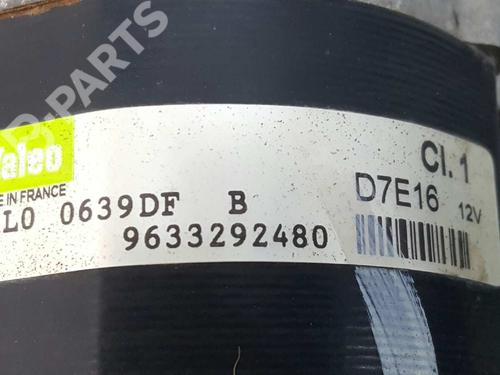 Valeo
Cl. 1
E IN FRANCE
D7E16 12V
L0 0639DF B
9633292480
PARTS